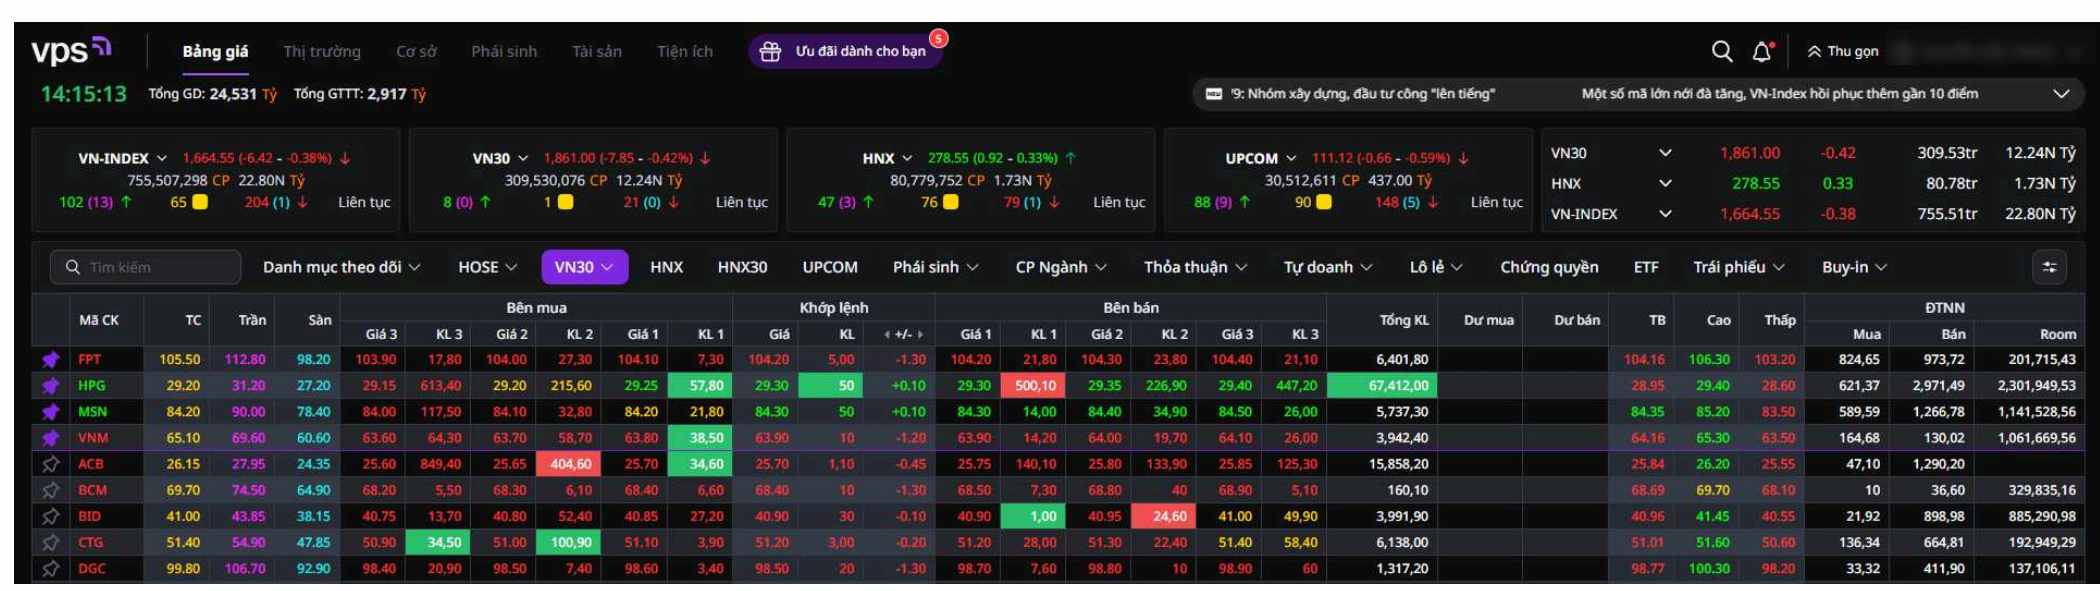 vps Bảng giá Thị trường Cơ sở Phái sinh Tài sản Tiện ích Ưu đãi dành cho bạn 5 Thu gọn
14:15:13 Tổng GD: 24,531 Tỷ Tổng GTTT: 2,917 Tỷ '9: Nhóm xây dựng, đầu tư công "lên tiếng" Một số mã lớn nới đà tăng, VN-Index hồi phục thêm gần 10 điểm
VN-INDEX 1,664.55 (-6.42 - -0.38%) ↓
755,507,298 CP 22.80N Tỷ
102 (13) ↑ 65 204 (1) ↓ Liên tục
VN30 1,861.00 (-7.85 - -0.42%) ↓
309,530,076 CP 12.24N Tỷ
8 (0) ↑ 1 21 (0) ↓ Liên tục
HNX 278.55 (0.92 - 0.33%) ↑
80,779,752 CP 1.73N Tỷ
47 (3) ↑ 76 79 (1) ↓ Liên tục
UPCOM 111.12 (-0.66 - -0.59%) ↓
30,512,611 CP 437.00 Tỷ
88 (9) ↑ 90 148 (5) ↓ Liên tục
VN30 1,861.00 -0.42 309.53tr 12.24N Tỷ
HNX 278.55 0.33 80.78tr 1.73N Tỷ
VN-INDEX 1,664.55 -0.38 755.51tr 22.80N Tỷ
Tìm kiếm Danh mục theo dõi HOSE VN30 HNX HNX30 UPCOM Phái sinh CP Ngành Thỏa thuận Tự doanh Lô lẻ Chứng quyền ETF Trái phiếu Buy-in
Mã CK TC Trần Sàn Bên mua Khớp lệnh Bên bán Tổng KL Dư mua Dư bán TB Cao Thấp ĐTNN
Giá 3 KL 3 Giá 2 KL 2 Giá 1 KL 1 Giá KL +/- Giá 1 KL 1 Giá 2 KL 2 Giá 3 KL 3 Mua Bán Room
FPT 105.50 112.80 98.20 103.90 17,80 104.00 27,30 104.10 7,30 104.20 5,00 -1.30 104.20 21,80 104.30 23,80 104.40 21,10 6,401,80 104.16 106.30 103.20 824,65 973,72 201,715,43
HPG 29.20 31.20 27.20 29.15 613,40 29.20 215,60 29.25 57,80 29.30 50 +0.10 29.30 500,10 29.35 226,90 29.40 447,20 67,412,00 28.95 29.40 28.60 621,37 2,971,49 2,301,949,53
MSN 84.20 90.00 78.40 84.00 117,50 84.10 32,80 84.20 21,80 84.30 50 +0.10 84.30 14,00 84.40 34,90 84.50 26,00 5,737,30 84.35 85.20 83.50 589,59 1,266,78 1,141,528,56
VNM 65.10 69.60 60.60 63.60 64,30 63.70 58,70 63.80 38,50 63.90 10 -1.20 63.90 14,20 64.00 19,70 64.10 26,00 3,942,40 64.16 65.30 63.50 164,68 130,02 1,061,669,56
ACB 26.15 27.95 24.35 25.60 849,40 25.65 404,60 25.70 34,60 25.70 1,10 -0.45 25.75 140,10 25.80 133,90 25.85 125,30 15,858,20 25.84 26.20 25.55 47,10 1,290,20
BCM 69.70 74.50 64.90 68.20 5,50 68.30 6,10 68.40 6,60 68.40 10 -1.30 68.50 7,30 68.80 40 68.90 5,10 160,10 68.69 69.70 68.10 10 36,60 329,835,16
BID 41.00 43.85 38.15 40.75 13,70 40.80 52,40 40.85 27,20 40.90 30 -0.10 40.90 1,00 40.95 24,60 41.00 49,90 3,991,90 40.96 41.45 40.55 21,92 898,98 885,290,98
CTG 51.40 54.90 47.85 50.90 34,50 51.00 100,90 51.10 3,90 51.20 3,00 -0.20 51.20 28,00 51.30 22,40 51.40 58,40 6,138,00 51.01 51.60 50.60 136,34 664,81 192,949,29
DGC 99.80 106.70 92.90 98.40 20,90 98.50 7,40 98.60 3,40 98.50 20 -1.30 98.70 7,60 98.80 10 98.90 60 1,317,20 98.77 100.30 98.20 33,32 411,90 137,106,11